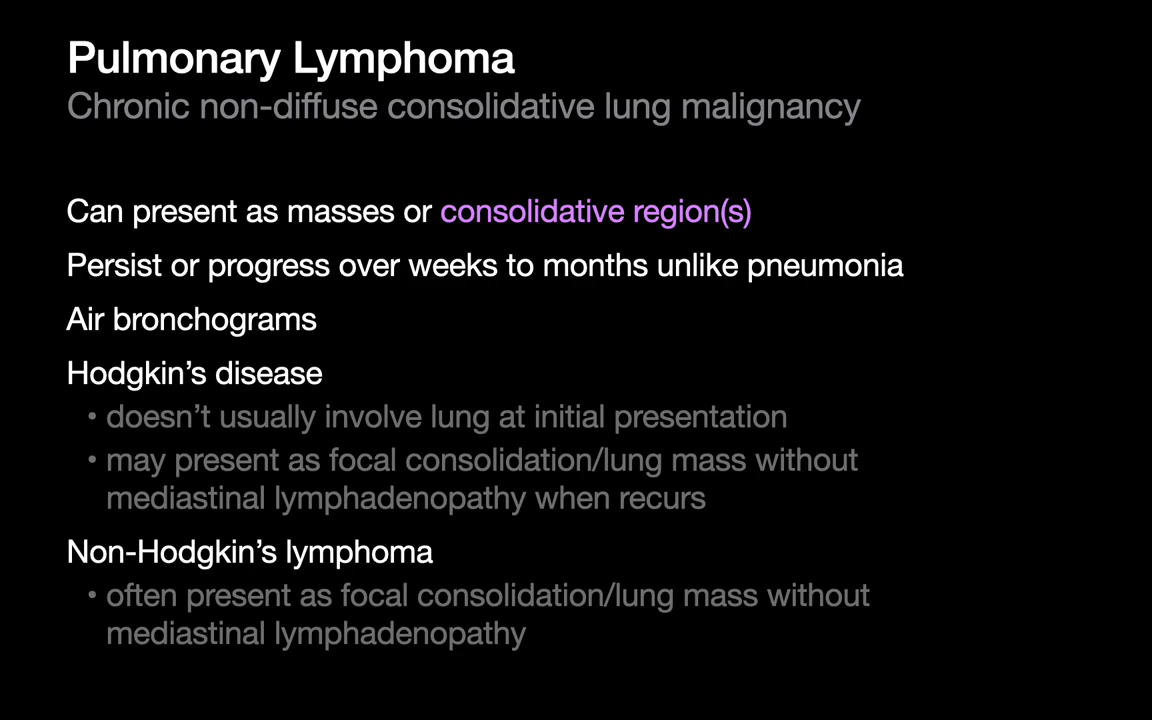 Pulmonary Lymphoma
Chronic non-diffuse consolidative lung malignancy
Can present as masses or consolidative region(s)
Persist or progress over weeks to months unlike pneumonia
Air bronchograms
Hodgkin’s disease
• doesn’t usually involve lung at initial presentation
• may present as focal consolidation/lung mass without
mediastinal lymphadenopathy when recurs
Non-Hodgkin’s lymphoma
• often present as focal consolidation/lung mass without
mediastinal lymphadenopathy